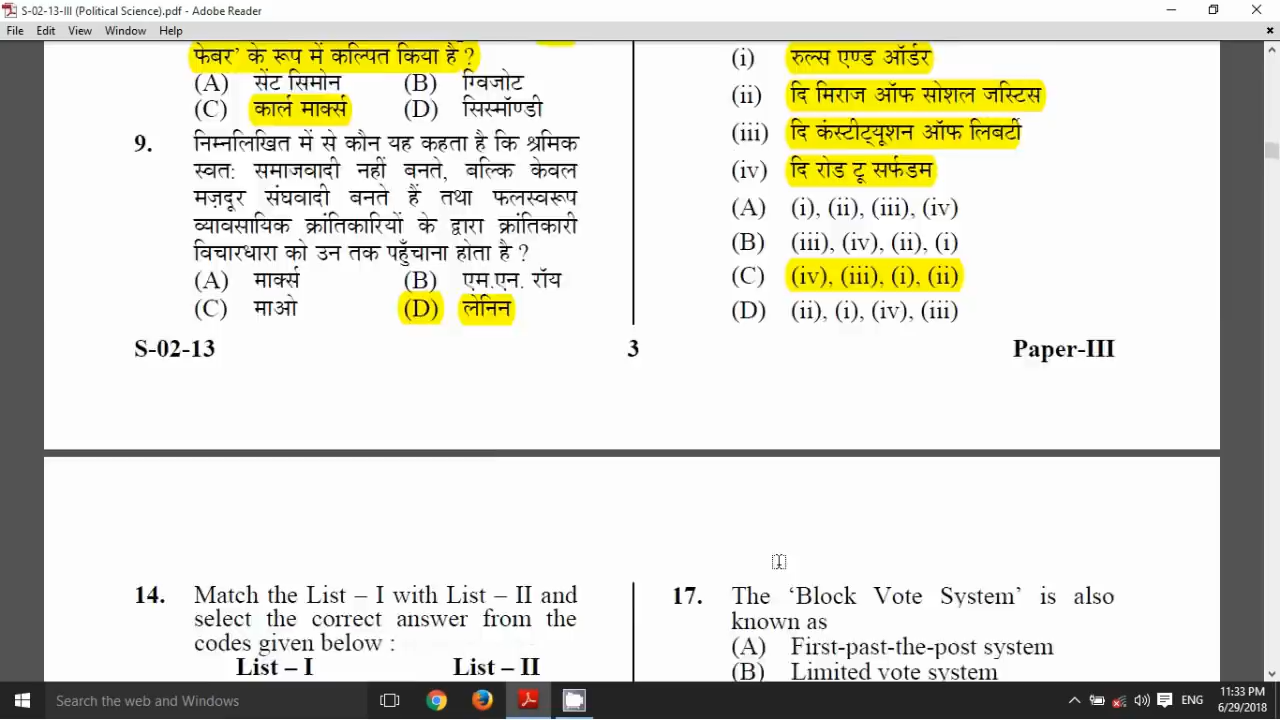 S-02-13-III (Political Science).pdf - Adobe Reader
File Edit View Window Help
फेबर’ के रूप में कल्पित किया है ?
(A) सेंट सिमोन (B) ग्विजोट
(C) कार्ल मार्क्स (D) सिस्मॉण्डी
9. निम्नलिखित में से कौन यह कहता है कि श्रमिक
स्वत: समाजवादी नहीं बनते, बल्कि केवल
मज़दूर संघवादी बनते हैं तथा फलस्वरूप
व्यावसायिक क्रांतिकारियों के द्वारा क्रांतिकारी
विचारधारा को उन तक पहुँचाना होता है ?
(A) मार्क्स (B) एम.एन. रॉय
(C) माओ (D) लेनिन
(i) रुल्स एण्ड ऑर्डर
(ii) दि मिराज ऑफ सोशल जस्टिस
(iii) दि कंस्टीट्यूशन ऑफ लिबर्टी
(iv) दि रोड टू सर्फडम
(A) (i), (ii), (iii), (iv)
(B) (iii), (iv), (ii), (i)
(C) (iv), (iii), (i), (ii)
(D) (ii), (i), (iv), (iii)
S-02-13 3 Paper-III
14. Match the List – I with List – II and
select the correct answer from the
codes given below :
List – I List – II
17. The ‘Block Vote System’ is also
known as
(A) First-past-the-post system
(B) Limited vote system
Search the web and Windows
ENG
11:33 PM
6/29/2018